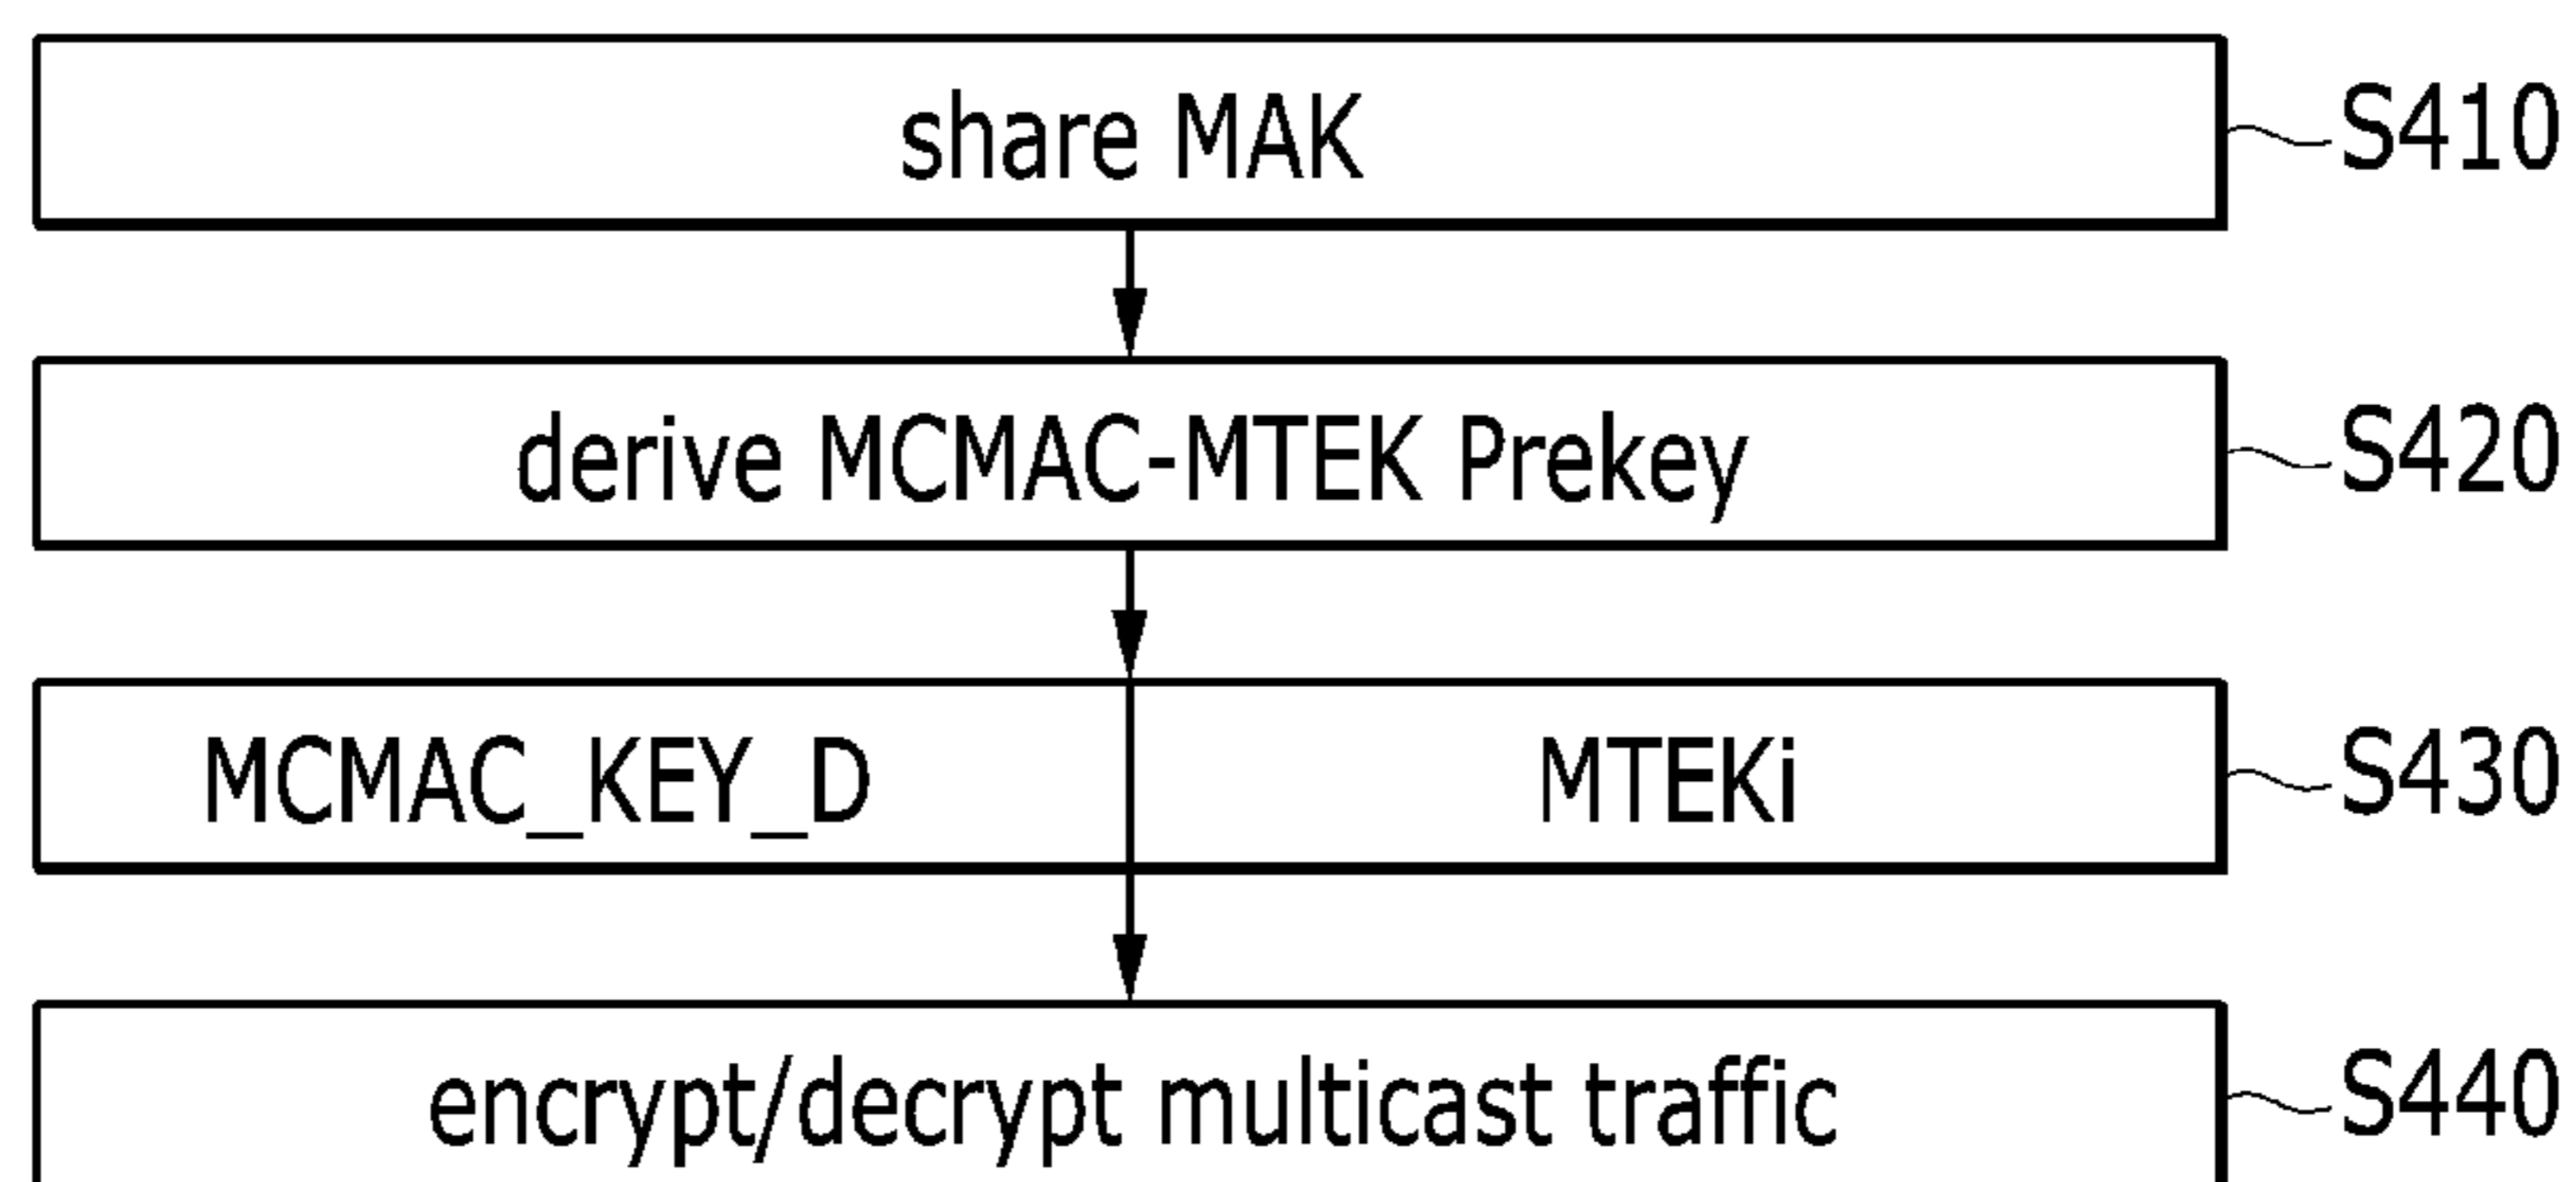 share MAK S410
derive MCMAC-MTEK Prekey S420
MCMAC_KEY_D MTEKi S430
encrypt/decrypt multicast traffic S440